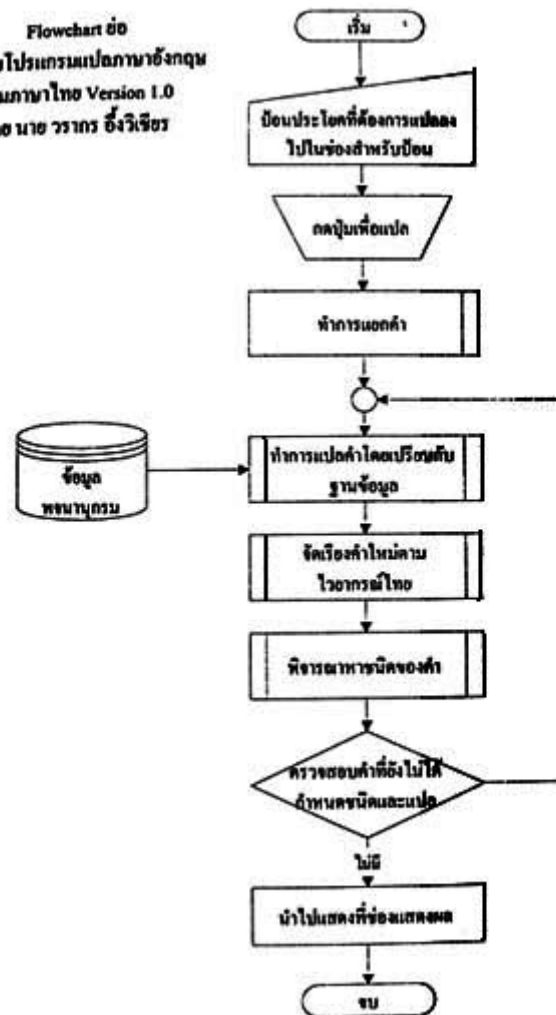 Flowchart ย่อ
โปรแกรมแปลภาษาอังกฤษ
ภาษาไทย Version 1.0
นาย วรากร อึ้งวิเชียร
เริ่ม
ป้อนประโยคที่ต้องการแปลลง
ไปในช่องสำหรับป้อน
กดปุ่มเพื่อแปล
ทำการแยกคำ
ข้อมูล
พจนานุกรม
ทำการแปลคำโดยเปรียบกับ
ฐานข้อมูล
จัดเรียงคำใหม่ตาม
ไวยากรณ์ไทย
พิจารณาหาชนิดของคำ
ตรวจสอบคำที่ยังไม่ได้
กำหนดชนิดและแปล
ไม่มี
นำไปแสดงที่ช่องแสดงผล
จบ